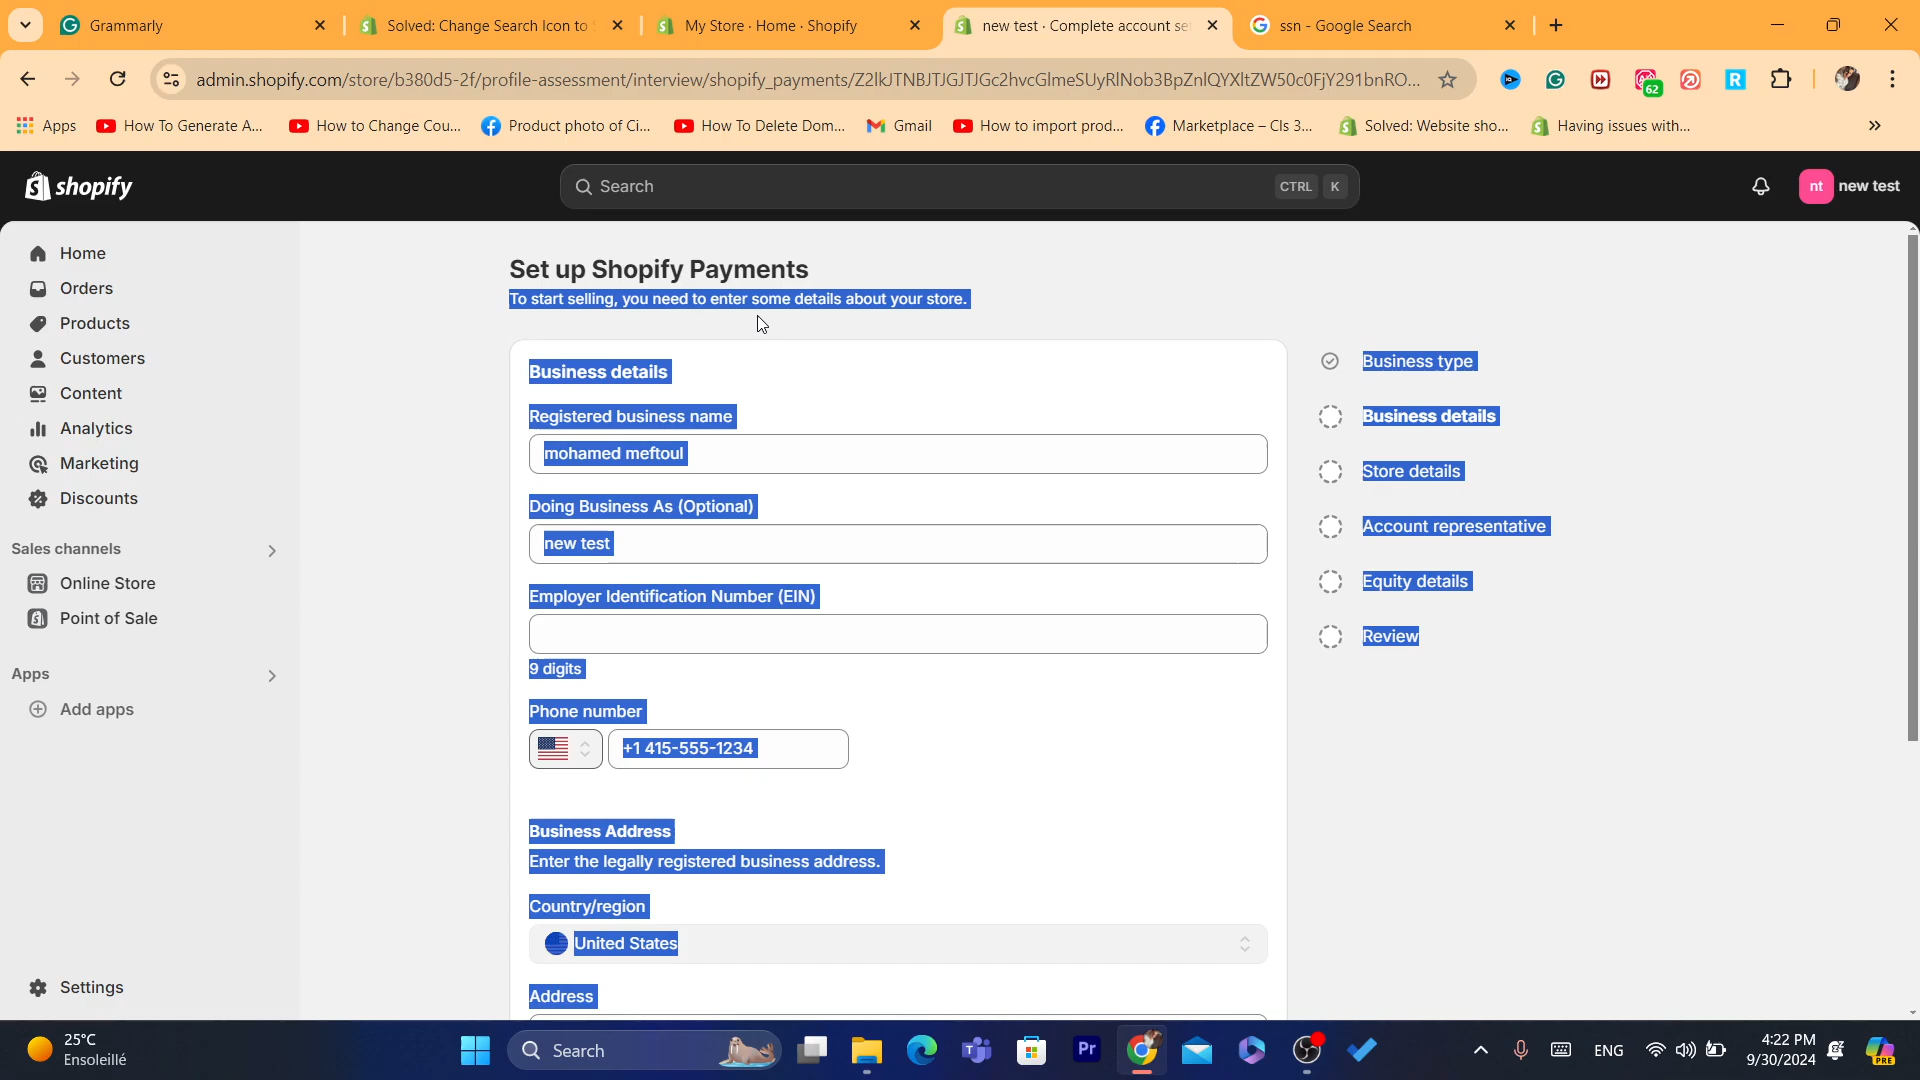 Grammarly
Solved: Change Search Icon to S
My Store · Home · Shopify
new test · Complete account se
ssn - Google Search
admin.shopify.com/store/b380d5-2f/profile-assessment/interview/shopify_payments/
62
Apps
How To Generate A...
How to Change Cou...
Product photo of Ci...
How To Delete Dom...
Gmail
How to import prod...
Marketplace – Cls 3...
Solved: Website sho...
Having issues with...
shopify
Search
CTRL K
nt
new test
Home
Orders
Products
Customers
Content
Analytics
Marketing
Discounts
Sales channels
Online Store
Point of Sale
Apps
Add apps
Settings
Set up Shopify Payments
To start selling, you need to enter some details about your store.
Business details
Registered business name
mohamed meftoul
Doing Business As (Optional)
new test
Employer Identification Number (EIN)
9 digits
Phone number
+1 415-555-1234
Business Address
Enter the legally registered business address.
Country/region
United States
Address
Business type
Business details
Store details
Account representative
Equity details
Review
25°C
Ensoleillé
Search
Pr
ENG
4:22 PM
9/30/2024
PRE